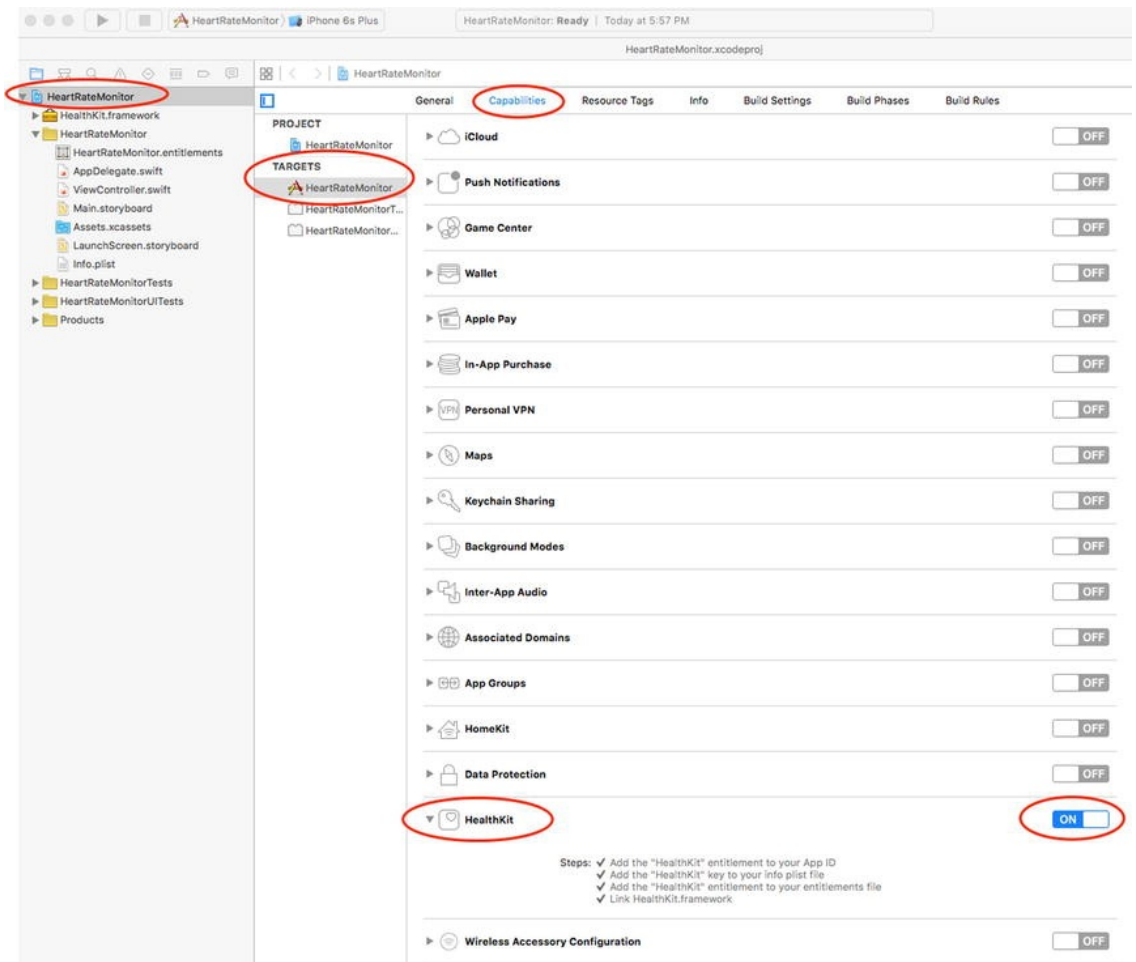 HeartRateMonitor iPhone 6s Plus
HeartRateMonitor: Ready | Today at 5:57 PM
HeartRateMonitor.xcodeproj
HeartRateMonitor
HeartRateMonitor
HealthKit.framework
HeartRateMonitor
HeartRateMonitor.entitlements
AppDelegate.swift
ViewController.swift
Main.storyboard
Assets.xcassets
LaunchScreen.storyboard
Info.plist
HeartRateMonitorTests
HeartRateMonitorUITests
Products
General Capabilities Resource Tags Info Build Settings Build Phases Build Rules
PROJECT
HeartRateMonitor
TARGETS
HeartRateMonitor
HeartRateMonitorT...
HeartRateMonitor...
iCloud OFF
Push Notifications OFF
Game Center OFF
Wallet OFF
Apple Pay OFF
In-App Purchase OFF
VPN Personal VPN OFF
Maps OFF
Keychain Sharing OFF
Background Modes OFF
Inter-App Audio OFF
Associated Domains OFF
App Groups OFF
HomeKit OFF
Data Protection OFF
HealthKit ON
Steps: ✓ Add the "HealthKit" entitlement to your App ID
✓ Add the "HealthKit" key to your info plist file
✓ Add the "HealthKit" entitlement to your entitlements file
✓ Link HealthKit.framework
Wireless Accessory Configuration OFF